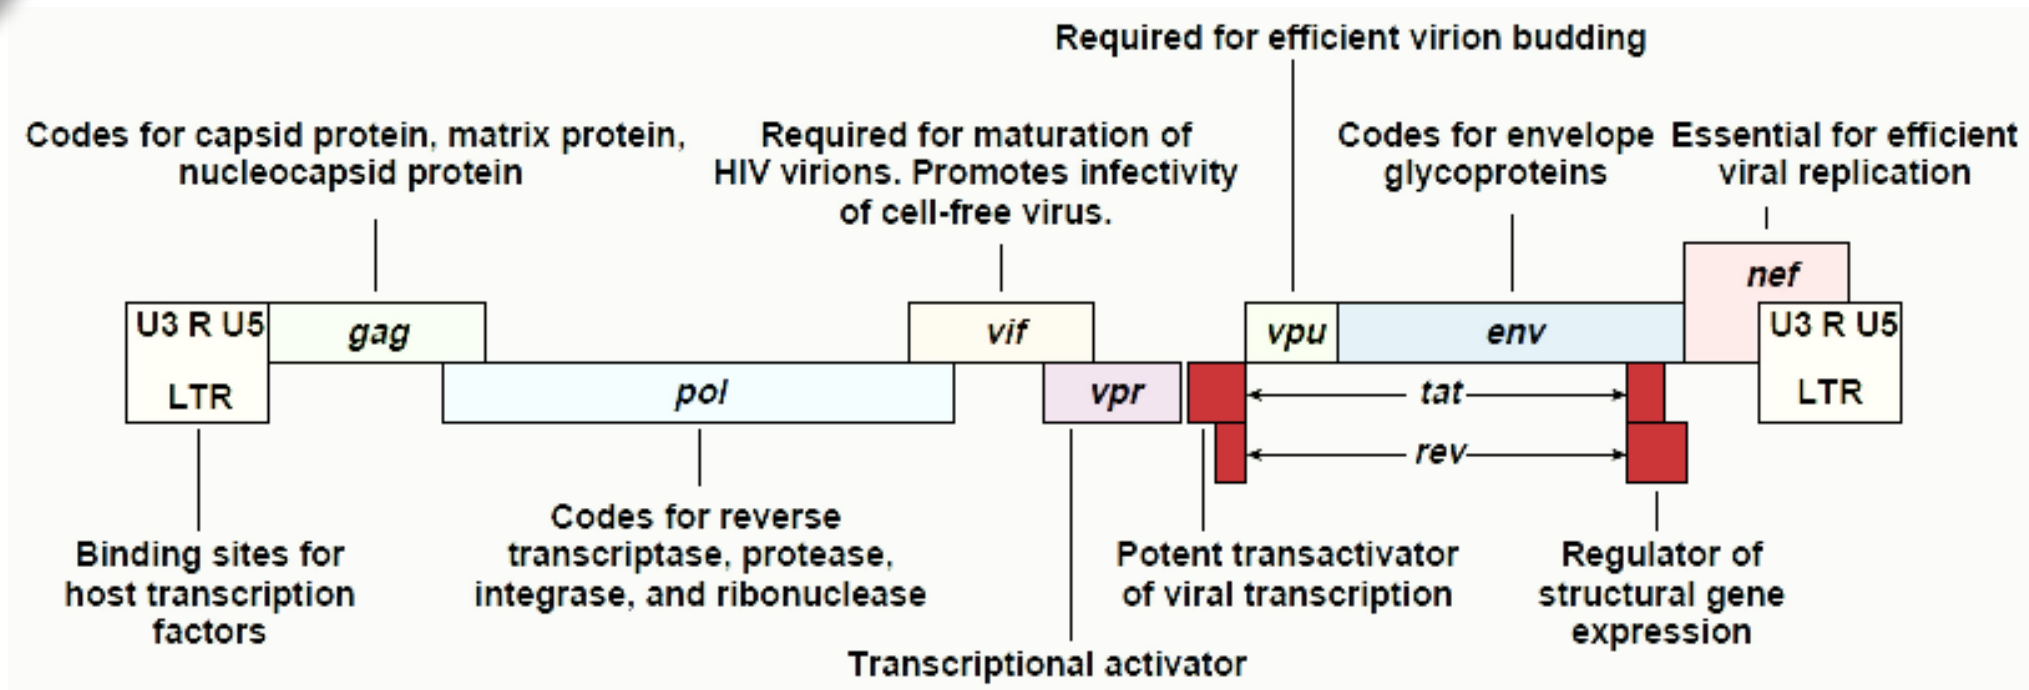 Required for efficient virion budding
Codes for capsid protein, matrix protein,
nucleocapsid protein
Required for maturation of
HIV virions. Promotes infectivity
of cell-free virus.
Codes for envelope
glycoproteins
Essential for efficient
viral replication
nef
U3 R U5
LTR
gag
pol
vif
vpr
vpu
env
tat
rev
U3 R U5
LTR
Binding sites for
host transcription
factors
Codes for reverse
transcriptase, protease,
integrase, and ribonuclease
Transcriptional activator
Potent transactivator
of viral transcription
Regulator of
structural gene
expression